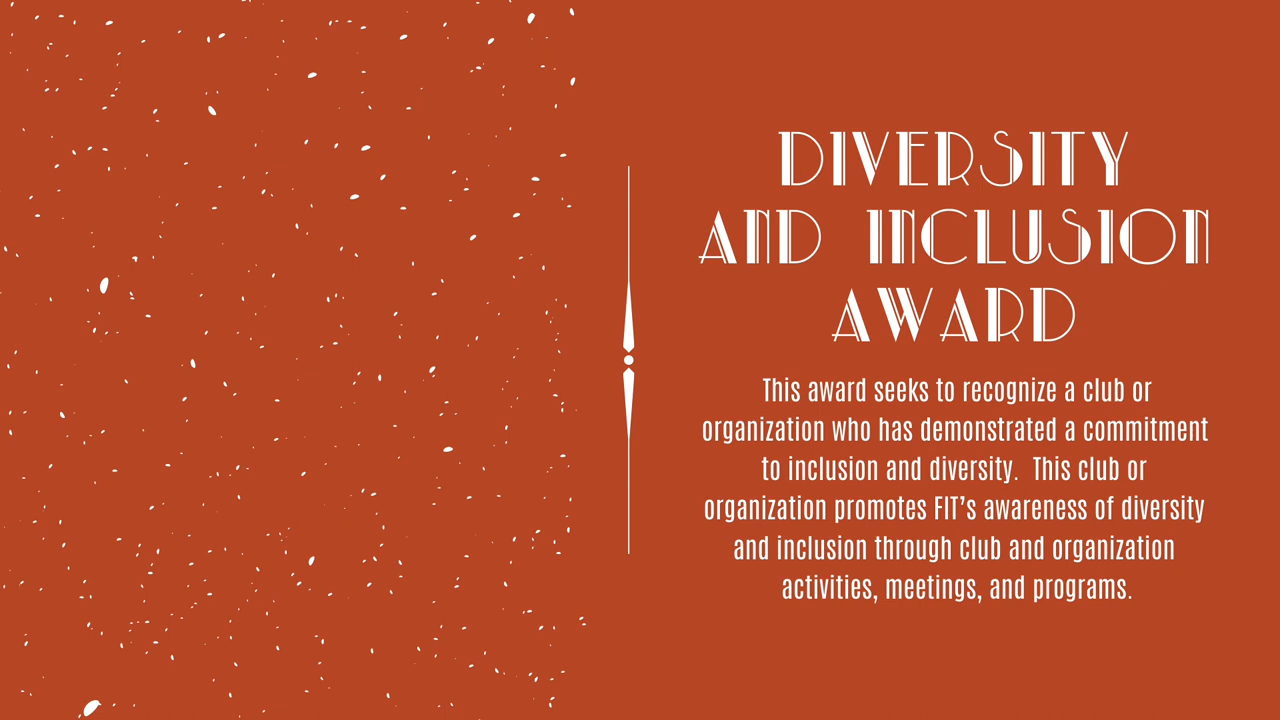 DIVERSITY
AND INCLUSION
AWARD
This award seeks to recognize a club or
organization who has demonstrated a commitment
to inclusion and diversity.  This club or
organization promotes FIT’s awareness of diversity
and inclusion through club and organization
activities, meetings, and programs.